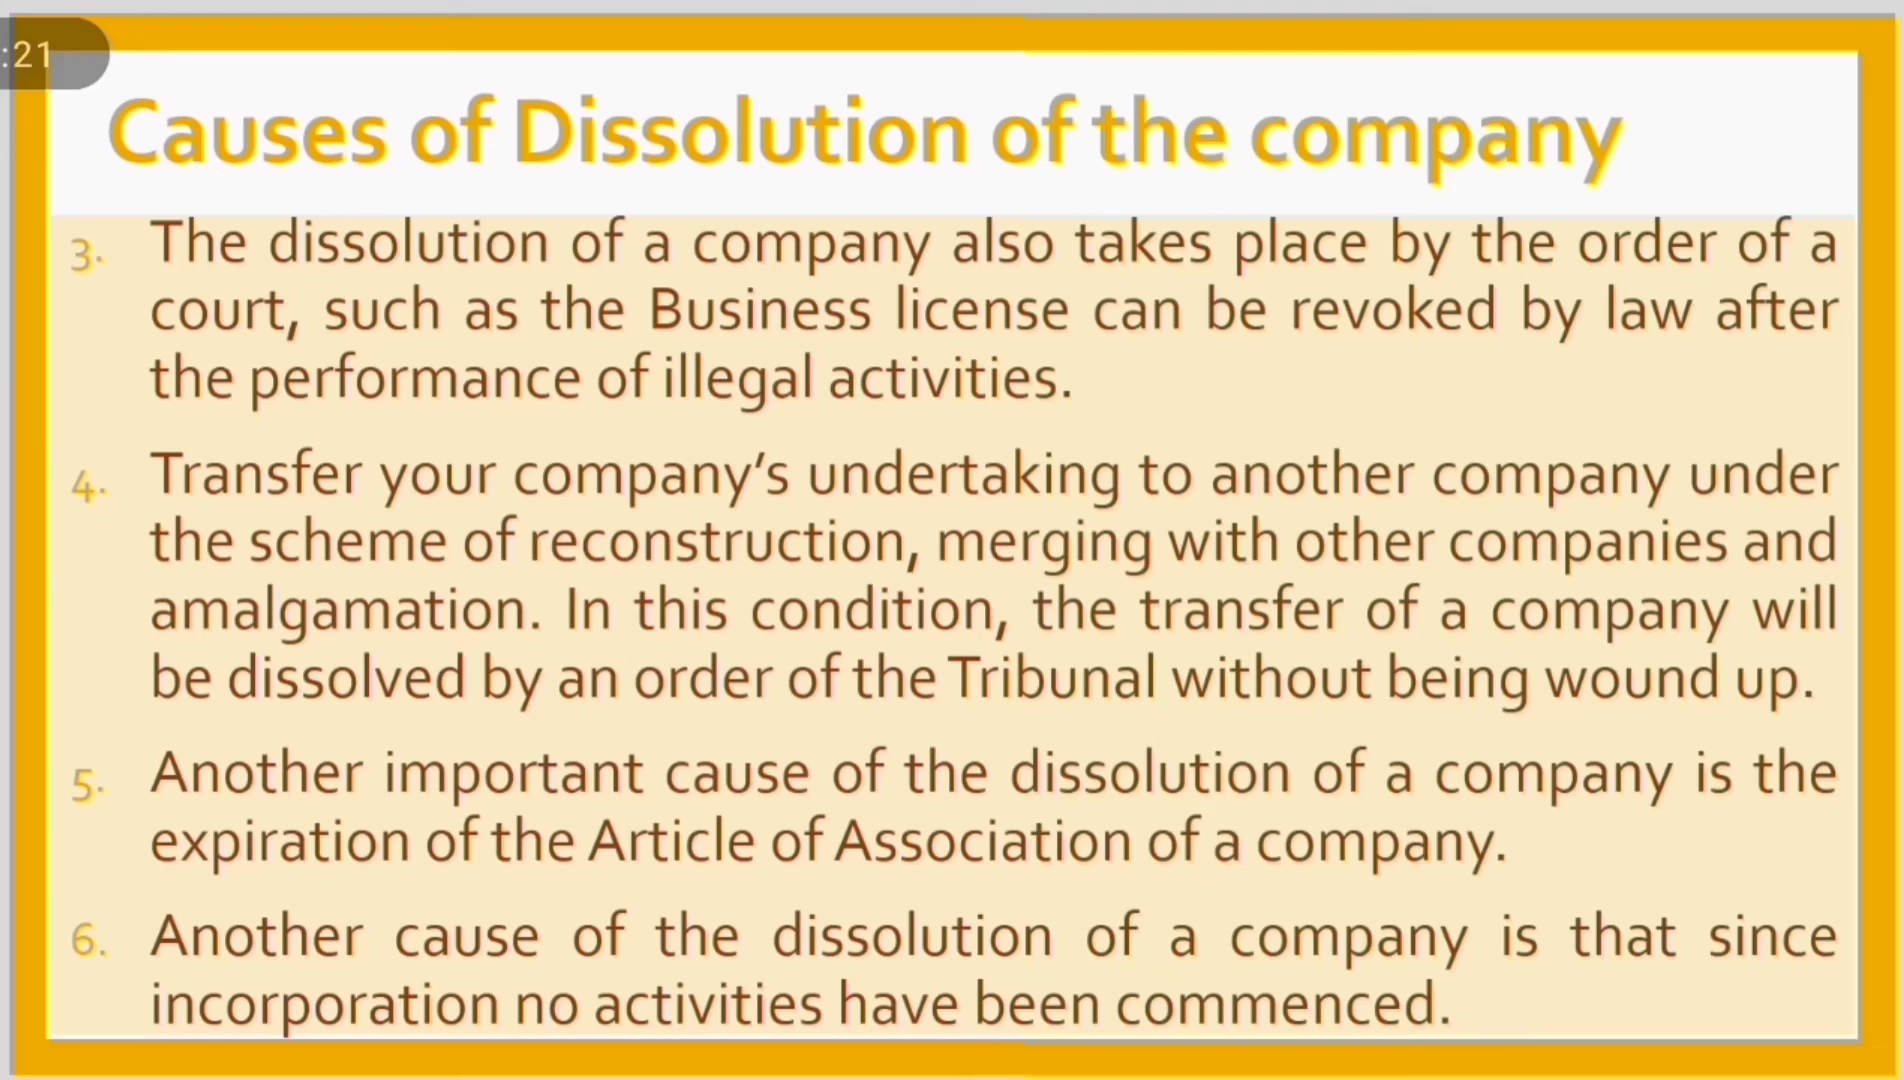 :21
Causes of Dissolution of the company
3. The dissolution of a company also takes place by the order of a
court, such as the Business license can be revoked by law after
the performance of illegal activities.
4. Transfer your company’s undertaking to another company under
the scheme of reconstruction, merging with other companies and
amalgamation. In this condition, the transfer of a company will
be dissolved by an order of the Tribunal without being wound up.
5. Another important cause of the dissolution of a company is the
expiration of the Article of Association of a company.
6. Another cause of the dissolution of a company is that since
incorporation no activities have been commenced.